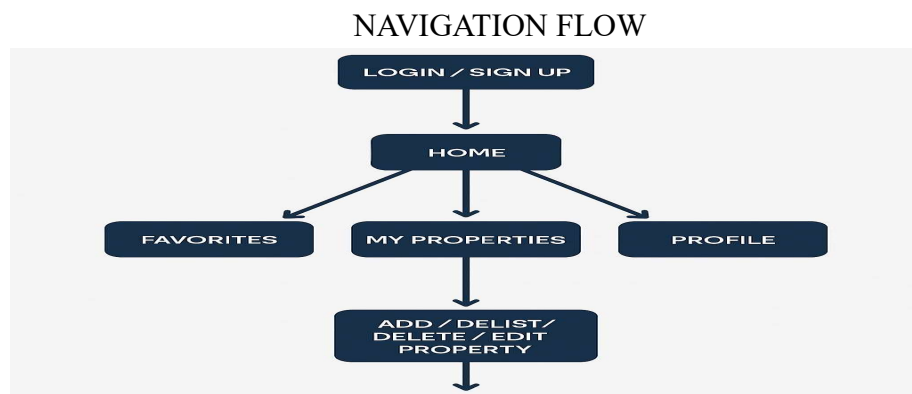 NAVIGATION FLOW
LOGIN / SIGN UP
HOME
FAVORITES
MY PROPERTIES
PROFILE
ADD / DELIST/
DELETE / EDIT
PROPERTY